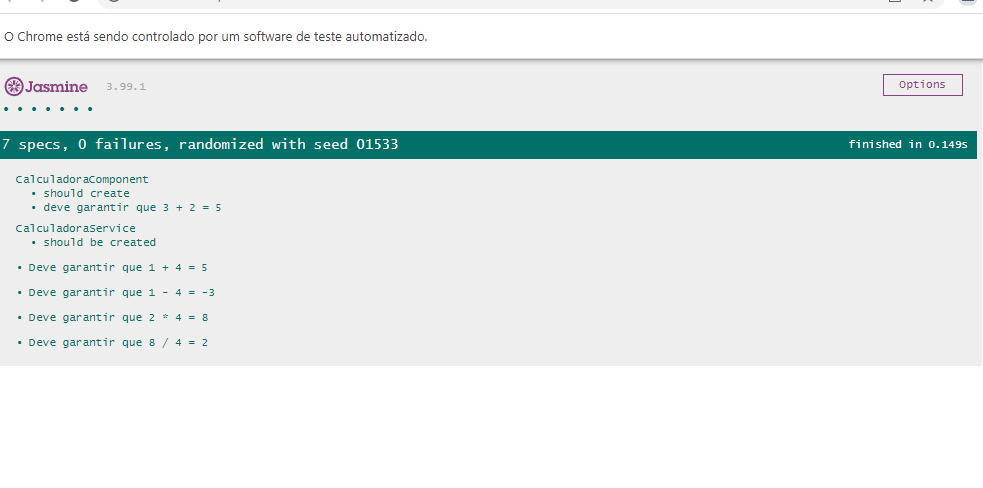 O Chrome está sendo controlado por um software de teste automatizado.
Jasmine 3.99.1
Options
7 specs, 0 failures, randomized with seed 01533
finished in 0.149s
CalculadoraComponent
• should create
• deve garantir que 3 + 2 = 5
CalculadoraService
• should be created
• Deve garantir que 1 + 4 = 5
• Deve garantir que 1 - 4 = -3
• Deve garantir que 2 * 4 = 8
• Deve garantir que 8 / 4 = 2